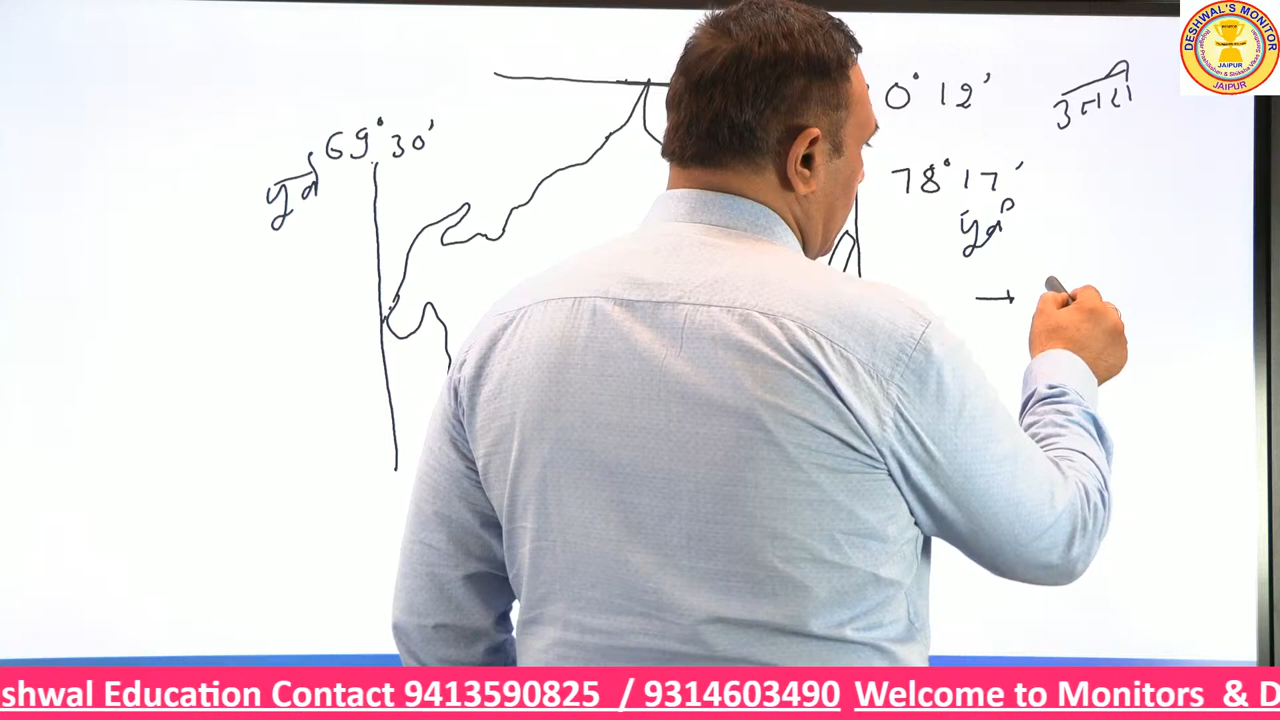 DESHWAL'S MONITOR
JAIPUR
JAIPUR
0° 12'
उत्तरी
69° 30'
पूर्वी
78° 17'
पूर्वी
→
shwal Education Contact 9413590825 / 9314603490 Welcome to Monitors & D